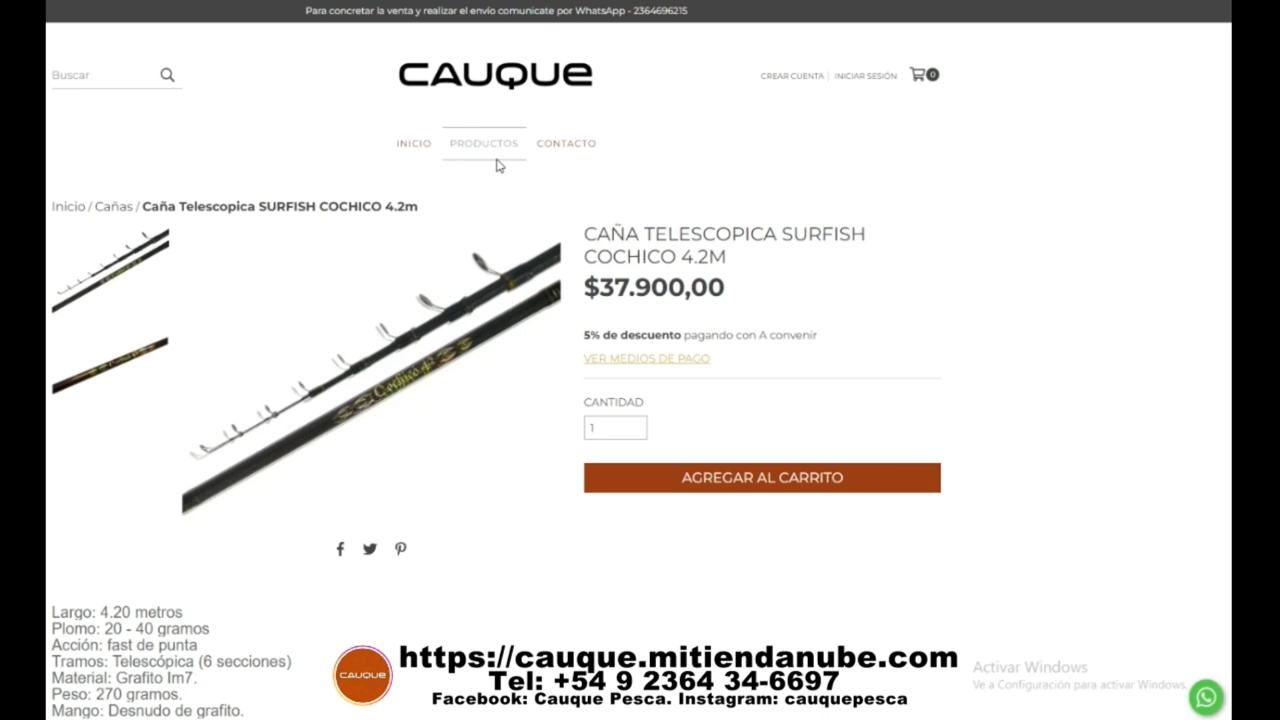 Para concretar la venta y realizar el envío comunicate por WhatsApp - 2364696215
Buscar
CAUQUE
CREAR CUENTA | INICIAR SESIÓN
0
INICIO PRODUCTOS CONTACTO
Inicio / Cañas / Caña Telescopica SURFISH COCHICO 4.2m
CAÑA TELESCOPICA SURFISH
COCHICO 4.2M
$37.900,00
5% de descuento pagando con A convenir
VER MEDIOS DE PAGO
CANTIDAD
1
AGREGAR AL CARRITO
Cochico
Largo: 4.20 metros
Plomo: 20 - 40 gramos
Acción: fast de punta
Tramos: Telescópica (6 secciones)
Material: Grafito Im7.
Peso: 270 gramos.
Mango: Desnudo de grafito.
CAUQUE
https://cauque.mitiendanube.com
Tel: +54 9 2364 34-6697
Facebook: Cauque Pesca. Instagram: cauquepesca
Activar Windows
Ve a Configuración para activar Windows.